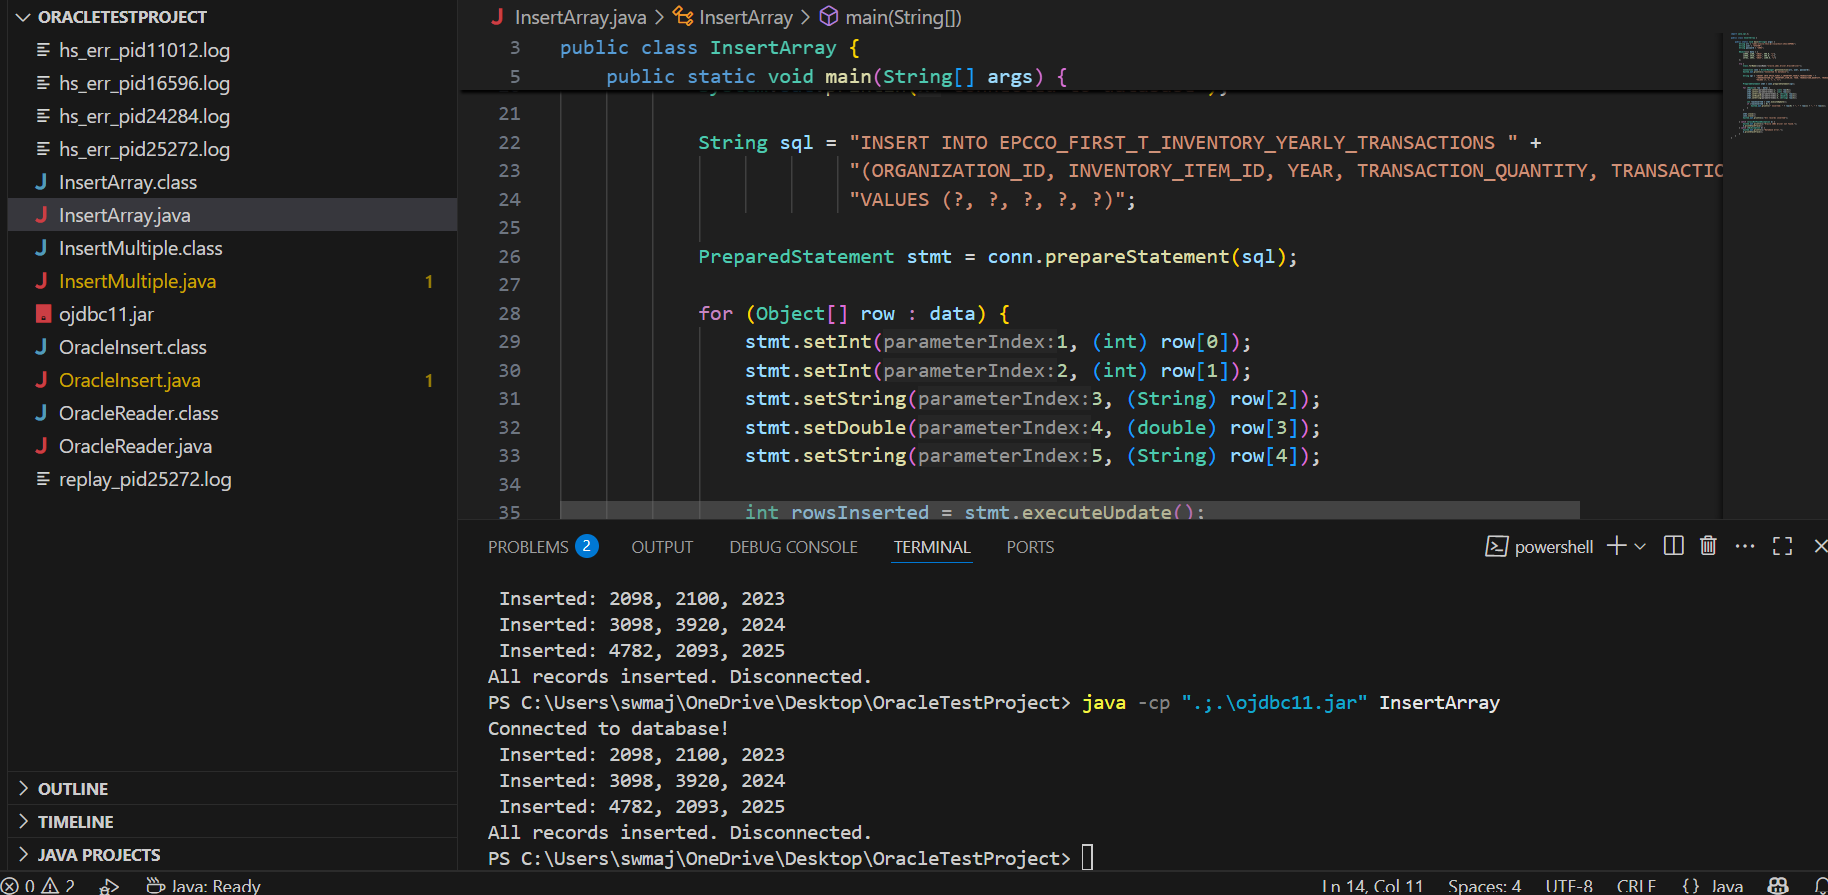 ORACLETESTPROJECT
hs_err_pid11012.log
hs_err_pid16596.log
hs_err_pid24284.log
hs_err_pid25272.log
InsertArray.class
InsertArray.java
InsertMultiple.class
InsertMultiple.java 1
ojdbc11.jar
OracleInsert.class
OracleInsert.java 1
OracleReader.class
OracleReader.java
replay_pid25272.log
OUTLINE
TIMELINE
JAVA PROJECTS
InsertArray.java > InsertArray > main(String[])
3 public class InsertArray {
5 public static void main(String[] args) {
21
22 String sql = "INSERT INTO EPCCO_FIRST_T_INVENTORY_YEARLY_TRANSACTIONS " +
23 "(ORGANIZATION_ID, INVENTORY_ITEM_ID, YEAR, TRANSACTION_QUANTITY, TRANSACTIO
24 "VALUES (?, ?, ?, ?, ?)";
25
26 PreparedStatement stmt = conn.prepareStatement(sql);
27
28 for (Object[] row : data) {
29 stmt.setInt(parameterIndex:1, (int) row[0]);
30 stmt.setInt(parameterIndex:2, (int) row[1]);
31 stmt.setString(parameterIndex:3, (String) row[2]);
32 stmt.setDouble(parameterIndex:4, (double) row[3]);
33 stmt.setString(parameterIndex:5, (String) row[4]);
34
35 int rowsInserted = stmt.executeUpdate();
PROBLEMS 2 OUTPUT DEBUG CONSOLE TERMINAL PORTS powershell
Inserted: 2098, 2100, 2023
Inserted: 3098, 3920, 2024
Inserted: 4782, 2093, 2025
All records inserted. Disconnected.
PS C:\Users\swmaj\OneDrive\Desktop\OracleTestProject> java -cp ".;.\ojdbc11.jar" InsertArray
Connected to database!
Inserted: 2098, 2100, 2023
Inserted: 3098, 3920, 2024
Inserted: 4782, 2093, 2025
All records inserted. Disconnected.
PS C:\Users\swmaj\OneDrive\Desktop\OracleTestProject>
0 2 Java: Ready Ln 14, Col 11 Spaces: 4 UTF-8 CRLF {} Java